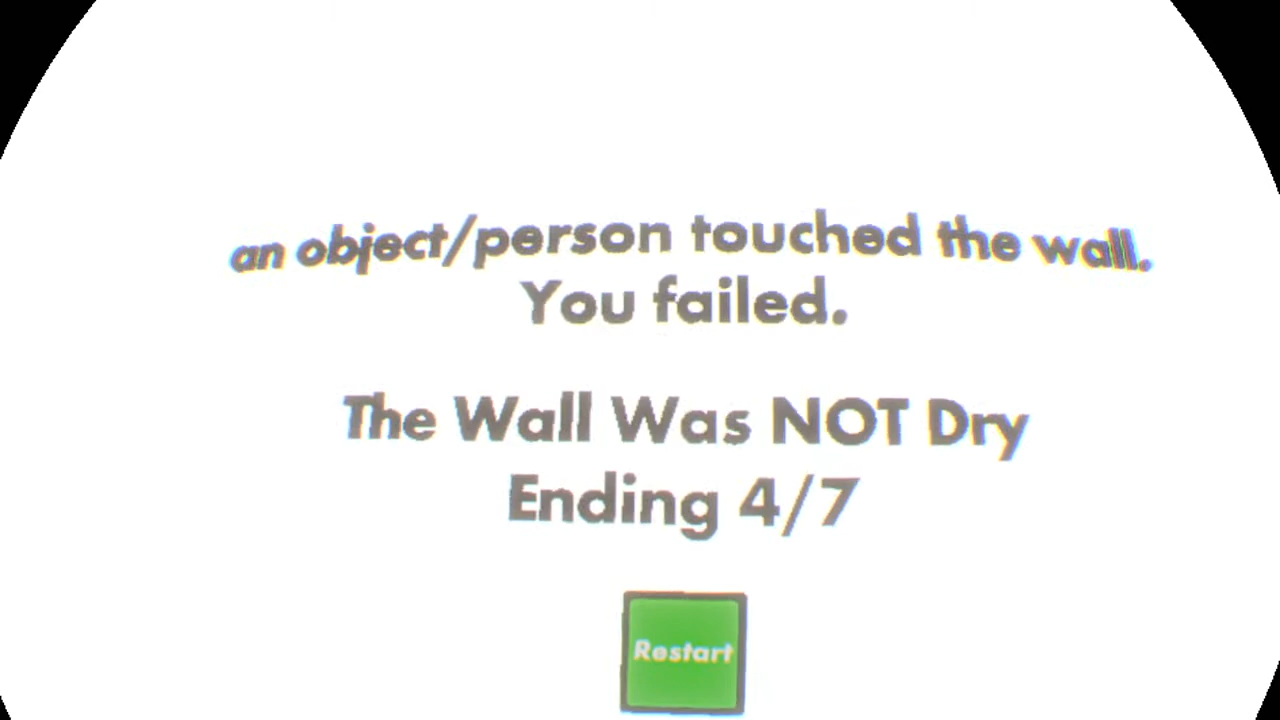 an object/person touched the wall.
You failed.
The Wall Was NOT Dry
Ending 4/7
Restart